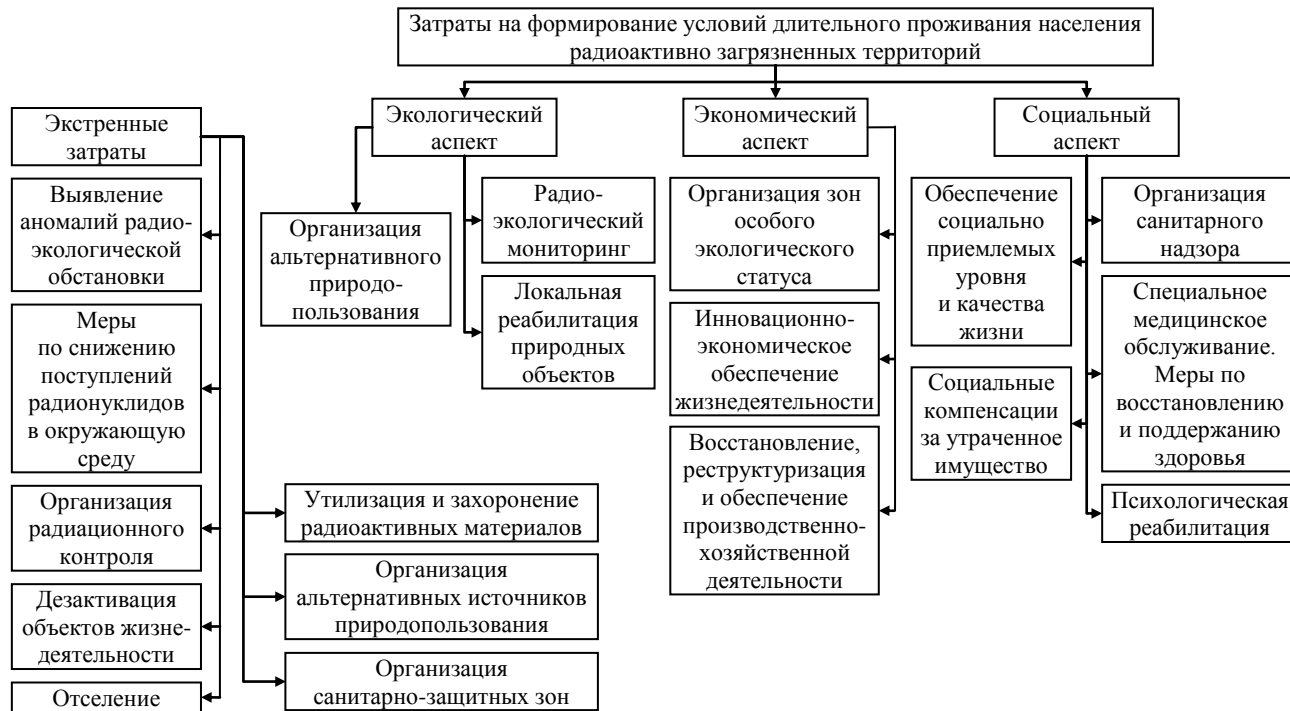 Затраты на формирование условий длительного проживания населения
радиоактивно загрязненных территорий
Экстренные
затраты
Выявление
аномалий радио-
экологической
обстановки
Меры
по снижению
поступлений
радионуклидов
в окружающую
среду
Организация
радиационного
контроля
Дезактивация
объектов жизне-
деятельности
Отселение
Утилизация и захоронение
радиоактивных материалов
Организация
альтернативных источников
природопользования
Организация
санитарно-защитных зон
Экологический
аспект
Организация
альтернативного
природо-
пользования
Радио-
экологический
мониторинг
Локальная
реабилитация
природных
объектов
Экономический
аспект
Организация зон
особого
экологического
статуса
Инновационно-
экономическое
обеспечение
жизнедеятельности
Восстановление,
реструктуризация
и обеспечение
производственно-
хозяйственной
деятельности
Социальный
аспект
Обеспечение
социально
приемлемых
уровня
и качества
жизни
Социальные
компенсации
за утраченное
имущество
Организация
санитарного
надзора
Специальное
медицинское
обслуживание.
Меры по
восстановлению
и поддержанию
здоровья
Психологическая
реабилитация